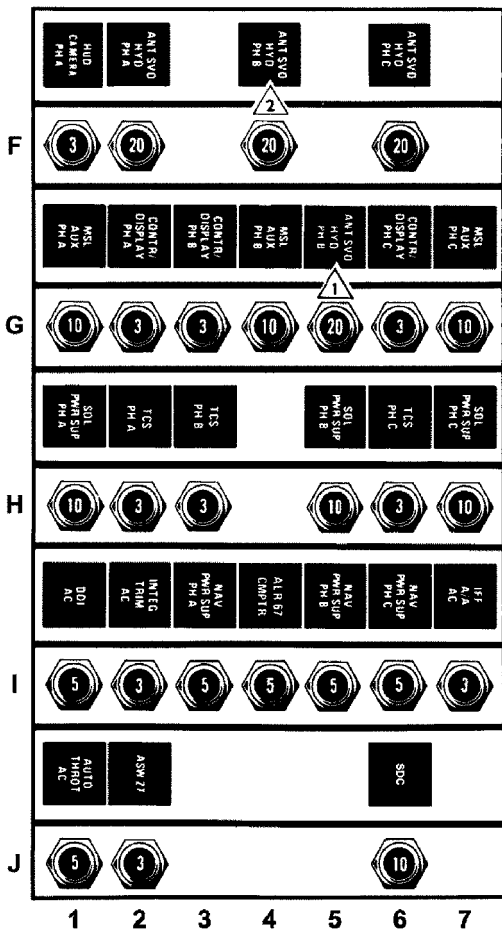 HUD
CAMERA
PH A
ANT SVO
HYD
PH A
ANT SVO
HYD
PH B
ANT SVO
HYD
PH C
2
F
3
20
20
20
MSL
AUX
PH A
CONTR/
DISPLAY
PH A
CONTR/
DISPLAY
PH B
MSL
AUX
PH B
ANT SVO
HYD
PH B
CONTR/
DISPLAY
PH C
MSL
AUX
PH C
1
G
10
3
3
10
20
3
10
SOL
PWR SUP
PH A
TCS
PH A
TCS
PH B
SOL
PWR SUP
PH B
TCS
PH C
SOL
PWR SUP
PH C
H
10
3
3
10
3
10
DDI
AC
INTEG
TRIM
AC
NAV
PWR SUP
PH A
ALR 67
CMPTR
NAV
PWR SUP
PH B
NAV
PWR SUP
PH C
IFF
A/A
AC
I
5
3
5
5
5
5
3
AUTO
THROT
AC
ASW 27
SDC
J
5
3
10
1 2 3 4 5 6 7